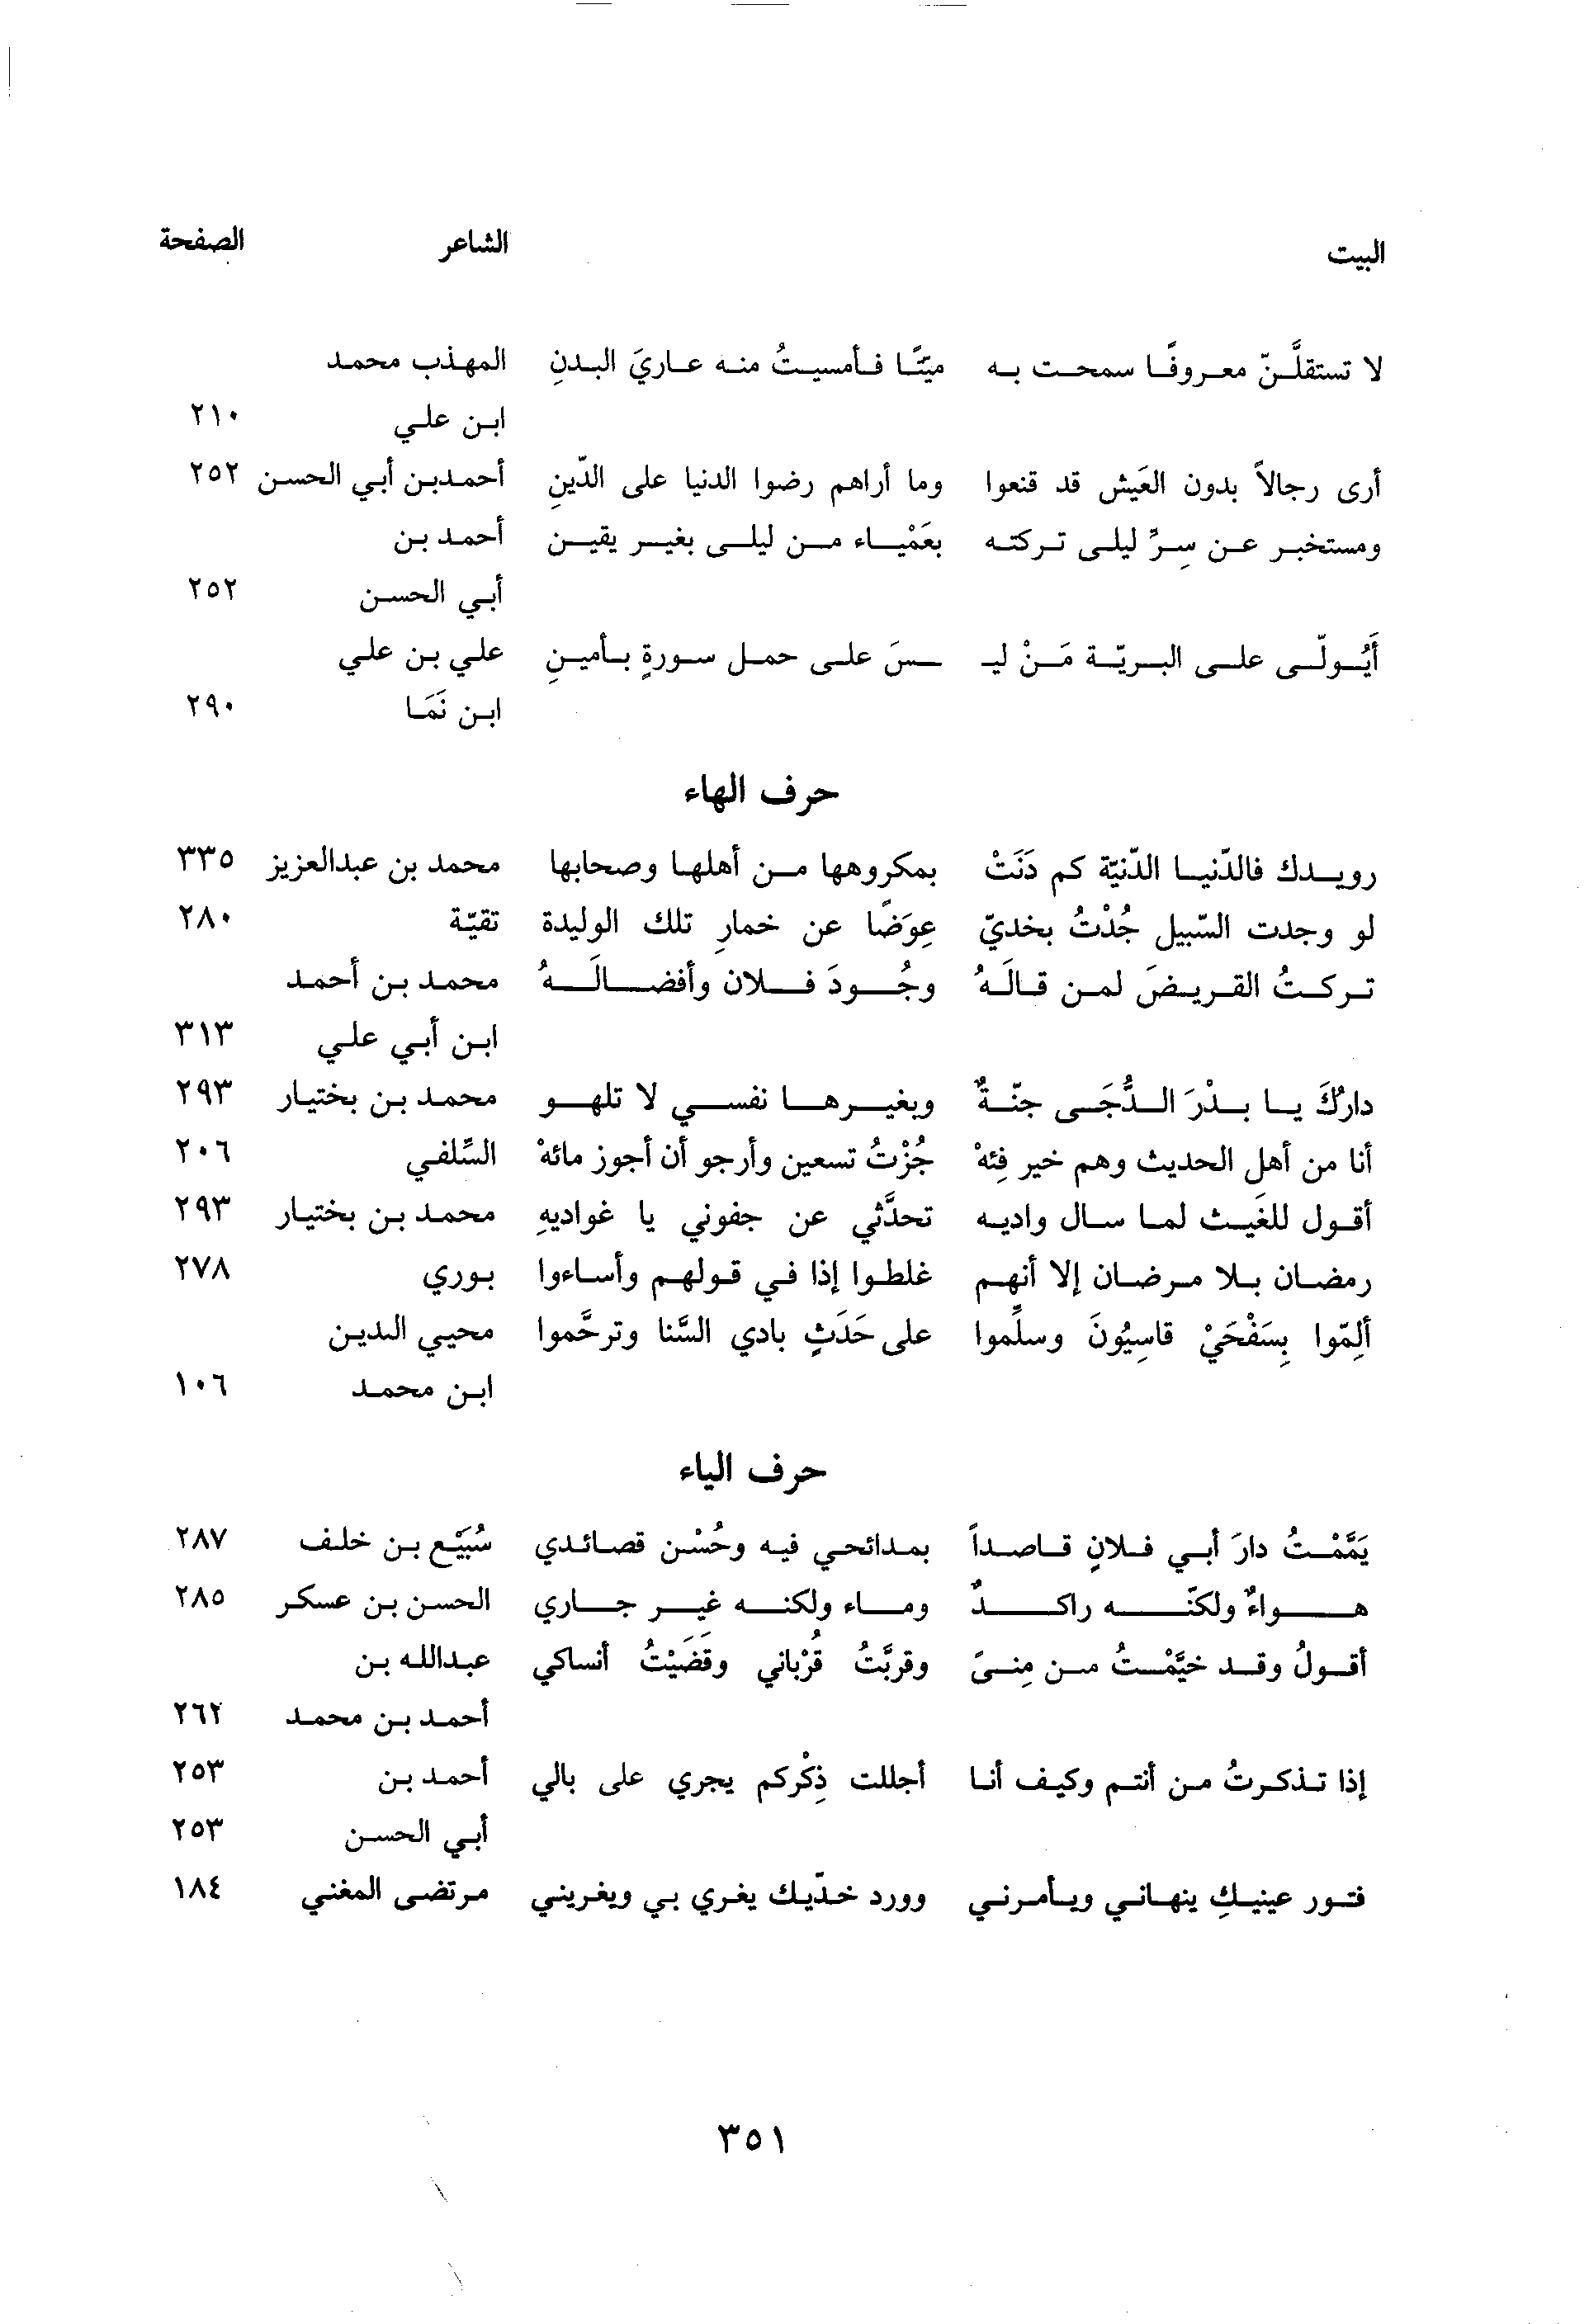 البيت الشاعر الصفحة
لا تستقلَّنّ معروفًا سمحت به ميّتًا فأمسيتُ منه عاريَ البدنِ المهذب محمد
ابن علي ٢١٠
أرى رجالاً بدون العَيش قد قنعوا وما أراهم رضوا الدنيا على الدّينِ أحمدبن أبي الحسن ٢٥٢
ومستخبر عن سِرِّ ليلى تركته بعَمْياء من ليلى بغير يقين أحمد بن
أبي الحسن ٢٥٢
أَيُولّى على البريّة مَنْ ليـ ـسَ على حمل سورةٍ بأمينِ علي بن علي
ابن نَمَا ٢٩٠
حرف الهاء
رويدك فالدّنيا الدّنيّة كم دَنَتْ بمكروهها من أهلها وصحابها محمد بن عبدالعزيز ٣٣٥
لو وجدت السّبيل جُدْتُ بخديّ عِوَضًا عن خمارِ تلك الوليدة تقيّة ٢٨٠
تركتُ القريضَ لمن قالَهُ وجُودَ فلان وأفضالَهُ محمد بن أحمد
ابن أبي علي ٣١٣
دارُكَ يا بدْرَ الدُّجَى جنّةٌ وبغيرها نفسي لا تلهو محمد بن بختيار ٢٩٣
أنا من أهل الحديث وهم خير فِئهْ جُزْتُ تسعين وأرجو أن أجوز مائهْ السِّلفي ٢٠٦
أقول للغَيث لما سال واديه تحدَّثي عن جفوني يا غواديهِ محمد بن بختيار ٢٩٣
رمضان بلا مرضان إلا أنهم غلطوا إذا في قولهم وأساءوا بوري ٢٧٨
ألِمّوا بِسَفْحَيْ قاسِيُونَ وسلِّموا على حَدَثٍ بادي السَّنا وترحَّموا محيي الدين
ابن محمد ١٠٦
حرف الياء
يَمَّمْتُ دارَ أبي فلانٍ قاصداً بمدائحي فيه وحُسْن قصائدي سُبَيْع بن خلف ٢٨٧
هواءٌ ولكنّه راكدٌ وماء ولكنه غير جاري الحسن بن عسكر ٢٨٥
أقولُ وقد خيَّمْتُ من مِنىً وقربَّتُ قُرْباني وقَضَيْتُ أنساكي عبدالله بن
أحمد بن محمد ٢٦٢
إذا تذكرتُ من أنتم وكيف أنا أجللت ذِكْركم يجري على بالي أحمد بن ٢٥٣
أبي الحسن ٢٥٣
فتور عينيكِ ينهاني ويأمرني وورد خدّيك يغري بي ويغريني مرتضى المغني ١٨٤
٣٥١